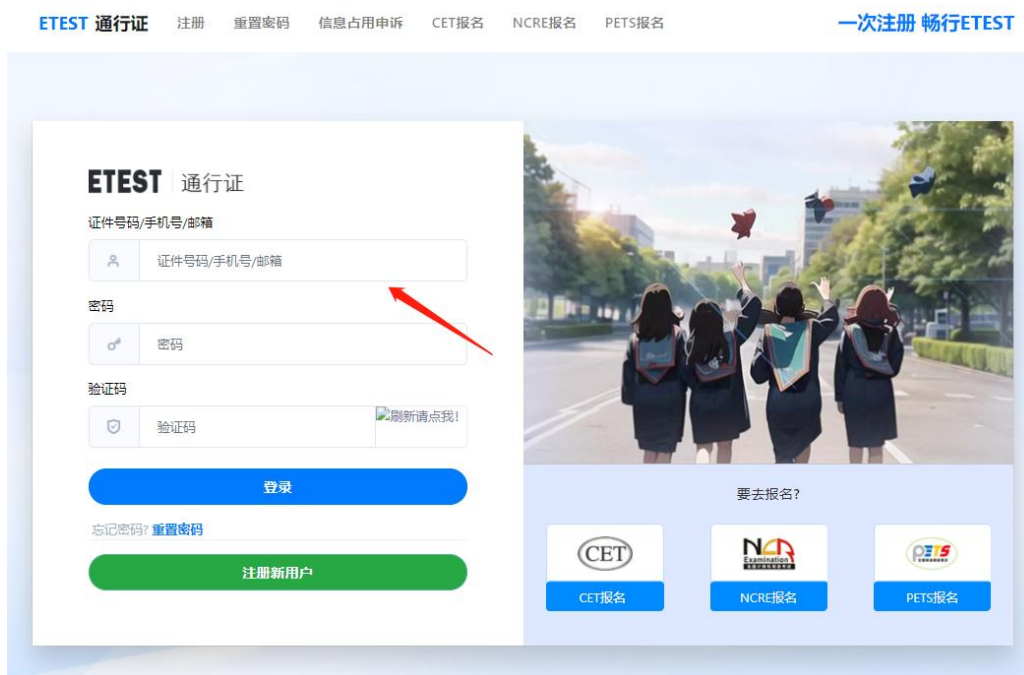 ETEST 通行证 注册 重置密码 信息占用申诉 CET报名 NCRE报名 PETS报名 一次注册 畅行ETEST
ETEST 通行证
证件号码/手机号/邮箱
证件号码/手机号/邮箱
密码
密码
验证码
验证码 刷新请点我!
登录
忘记密码? 重置密码
注册新用户
要去报名?
CET
NCR
Examination
PETS
CET报名 NCRE报名 PETS报名